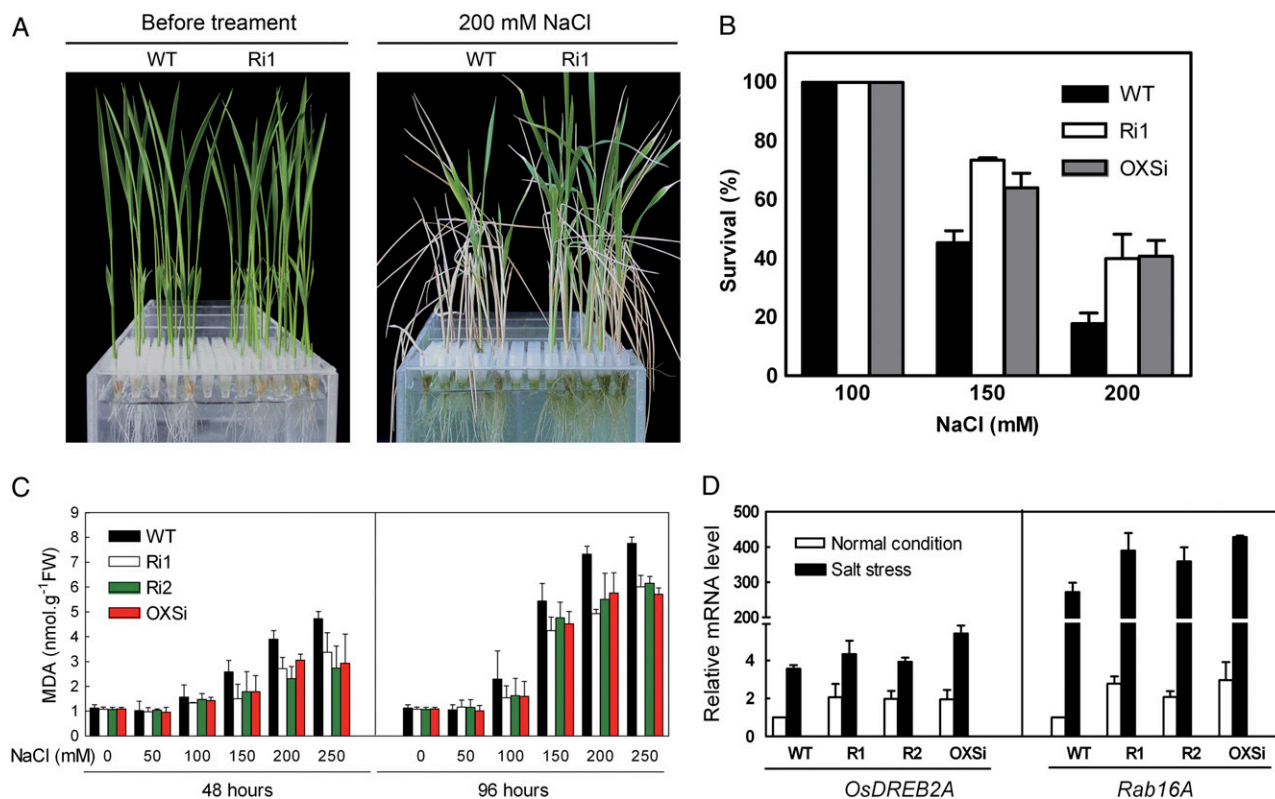 A
Before treament
200 mM NaCl
WT
Ri1
WT
Ri1
B
Survival (%)
100
80
60
40
20
0
WT
Ri1
OXSi
100
150
200
NaCl (mM)
C
MDA (nmol.g-1FW)
9
8
7
6
5
4
3
2
1
0
WT
Ri1
Ri2
OXSi
NaCl (mM)
0
50
100
150
200
250
0
50
100
150
200
250
48 hours
96 hours
D
Relative mRNA level
500
400
300
200
4
2
0
Normal condition
Salt stress
WT
R1
R2
OXSi
WT
R1
R2
OXSi
OsDREB2A
Rab16A